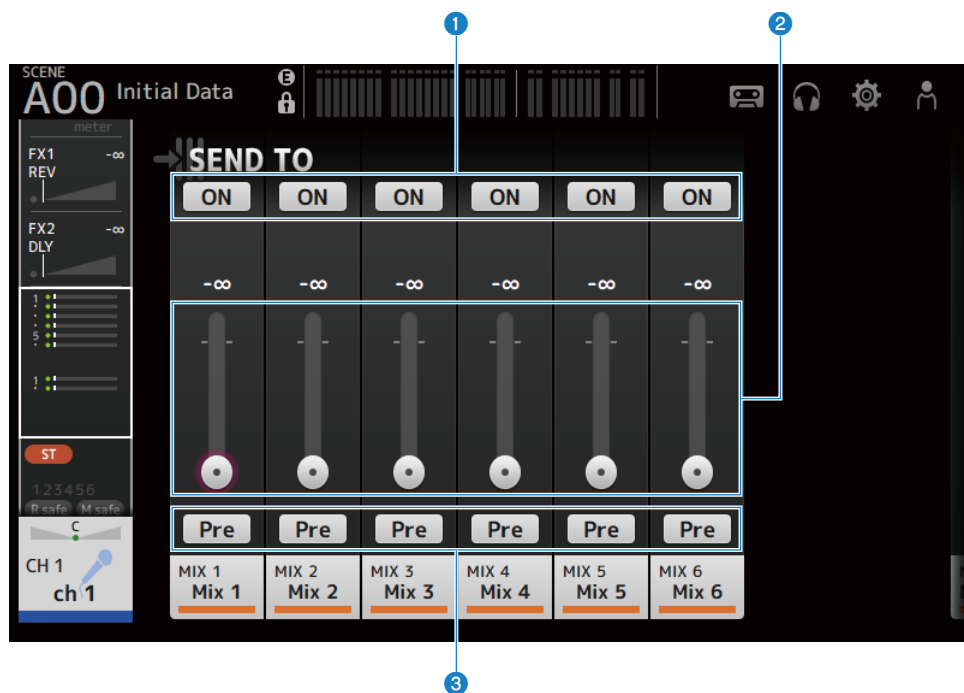 1
2
SCENE
A00 Initial Data
E
meter
FX1 -∞
REV
SEND TO
ON ON ON ON ON ON
FX2 -∞
DLY
-∞ -∞ -∞ -∞ -∞ -∞
1
5
1
ST
123456
R safe M safe
Pre Pre Pre Pre Pre Pre
C
CH 1
ch 1
MIX 1 MIX 2 MIX 3 MIX 4 MIX 5 MIX 6
Mix 1 Mix 2 Mix 3 Mix 4 Mix 5 Mix 6
3